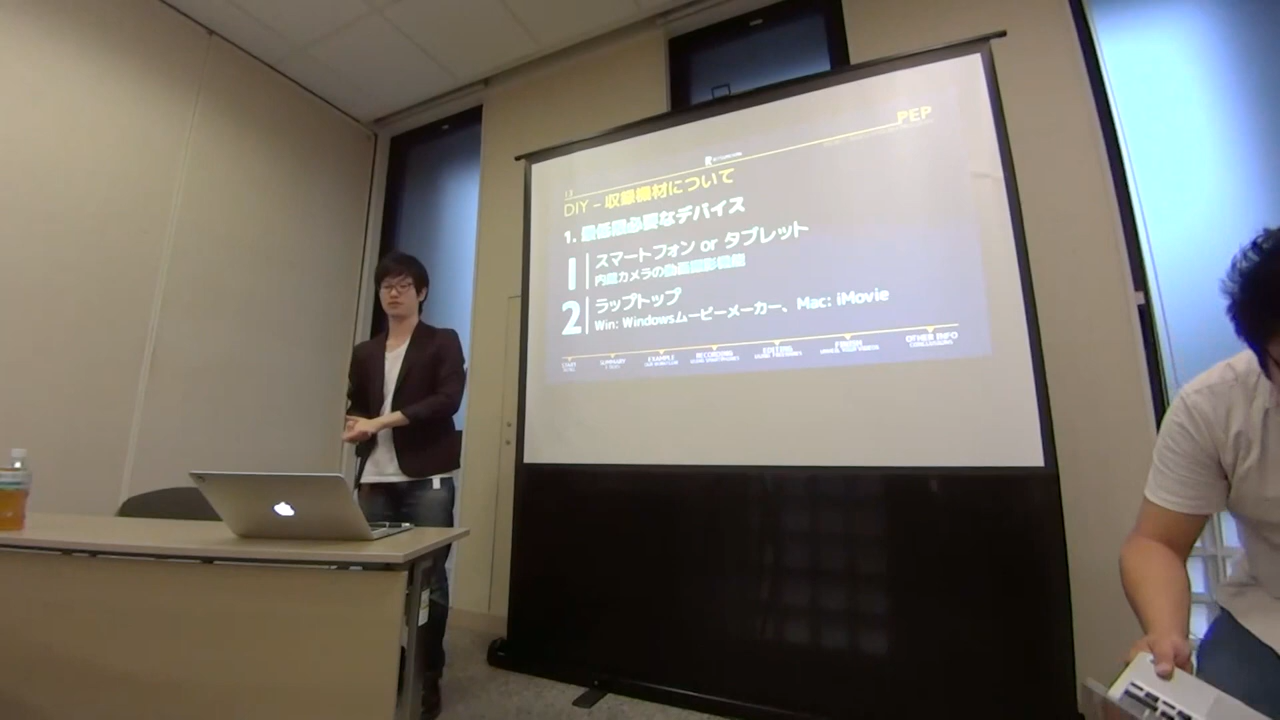 PEP
13
DIY – 収録機材について
1. 最低限必要なデバイス
1
スマートフォン or タブレット
内蔵カメラの動画撮影機能
2
ラップトップ
Win: Windowsムービーメーカー、Mac: iMovie
START
SUMMARY
EXAMPLE
RECORDING
EDITING
FINISH
OTHER INFO
CONCLUSIONS